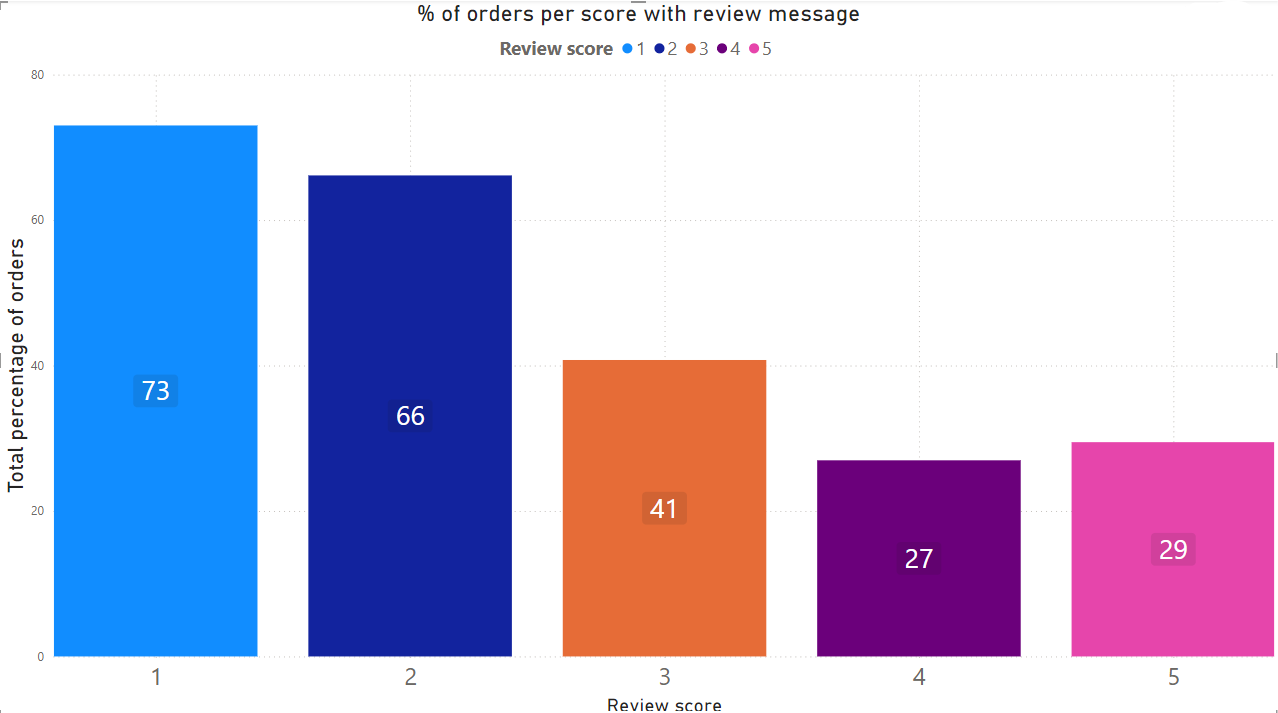 % of orders per score with review message
Review score 1 2 3 4 5
Total percentage of orders
80
60
40
20
0
73
66
41
27
29
1 2 3 4 5
Review score